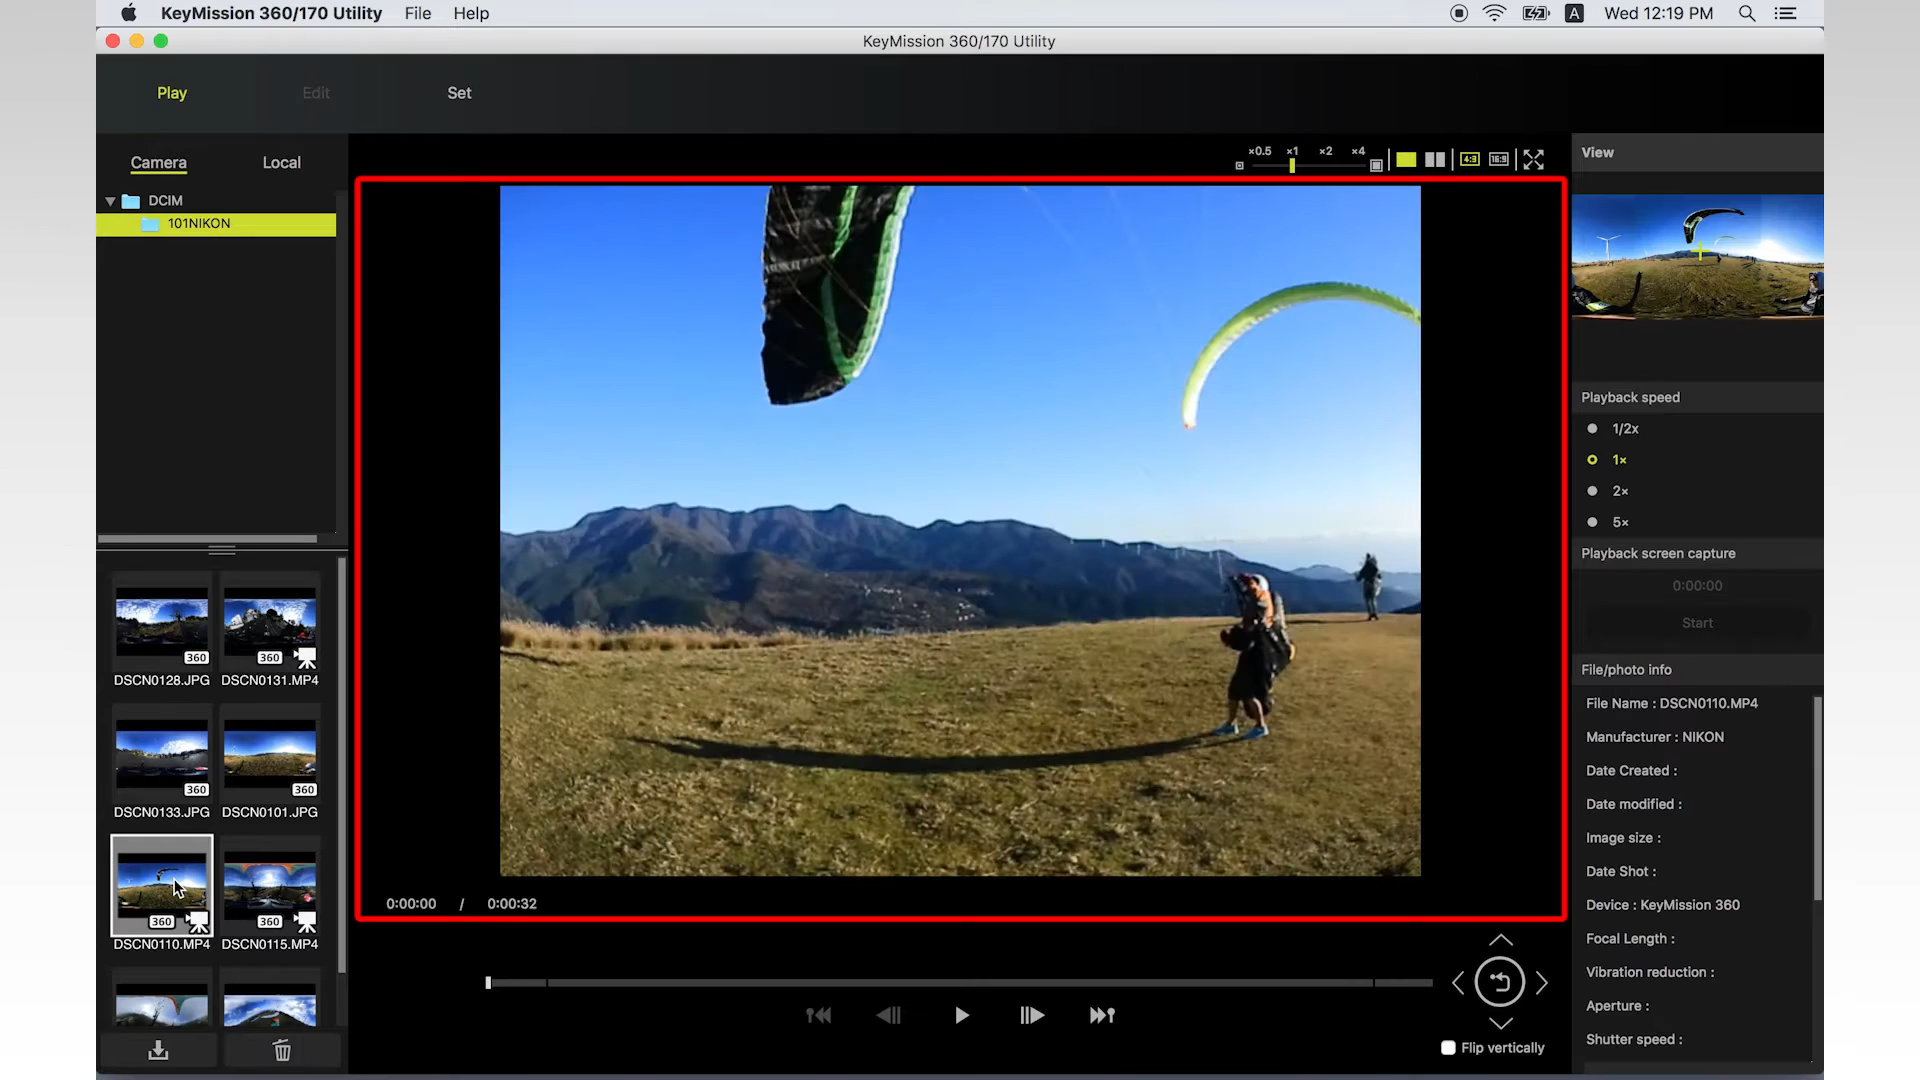 KeyMission 360/170 Utility File Help
A Wed 12:19 PM
KeyMission 360/170 Utility
Play Edit Set
Camera Local
DCIM
101NIKON
×0.5 ×1 ×2 ×4
4:3 16:9
View
Playback speed
1/2x
1×
2×
5×
Playback screen capture
0:00:00
Start
File/photo info
File Name : DSCN0110.MP4
Manufacturer : NIKON
Date Created :
Date modified :
Image size :
Date Shot :
Device : KeyMission 360
Focal Length :
Vibration reduction :
Aperture :
Shutter speed :
360 360
DSCN0128.JPG DSCN0131.MP4
360 360
DSCN0133.JPG DSCN0101.JPG
360 360
DSCN0110.MP4 DSCN0115.MP4
0:00:00 / 0:00:32
Flip vertically